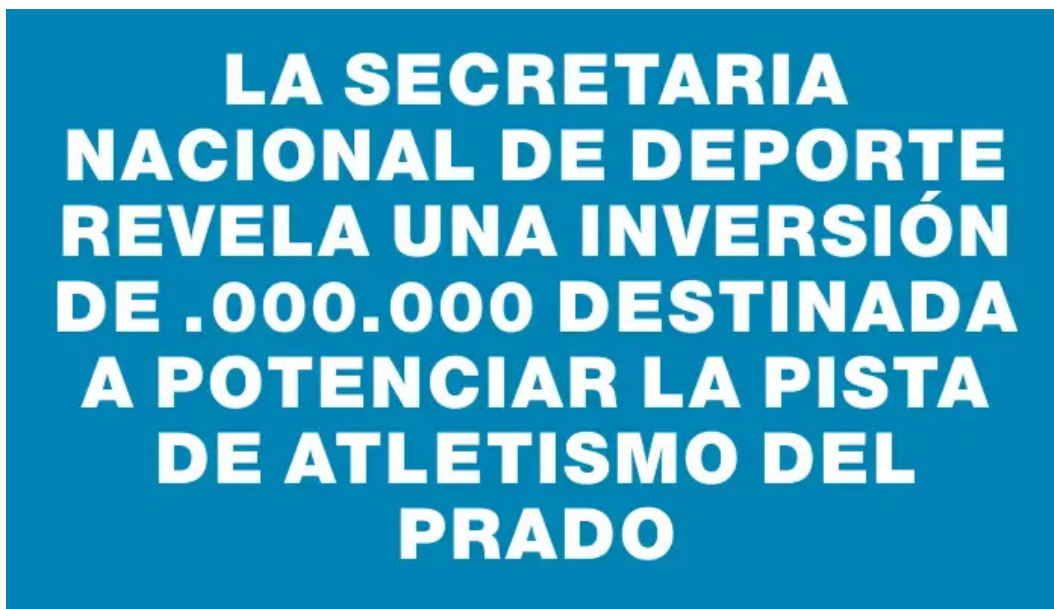 LA SECRETARIA
NACIONAL DE DEPORTE
REVELA UNA INVERSIÓN
DE .000.000 DESTINADA
A POTENCIAR LA PISTA
DE ATLETISMO DEL
PRADO